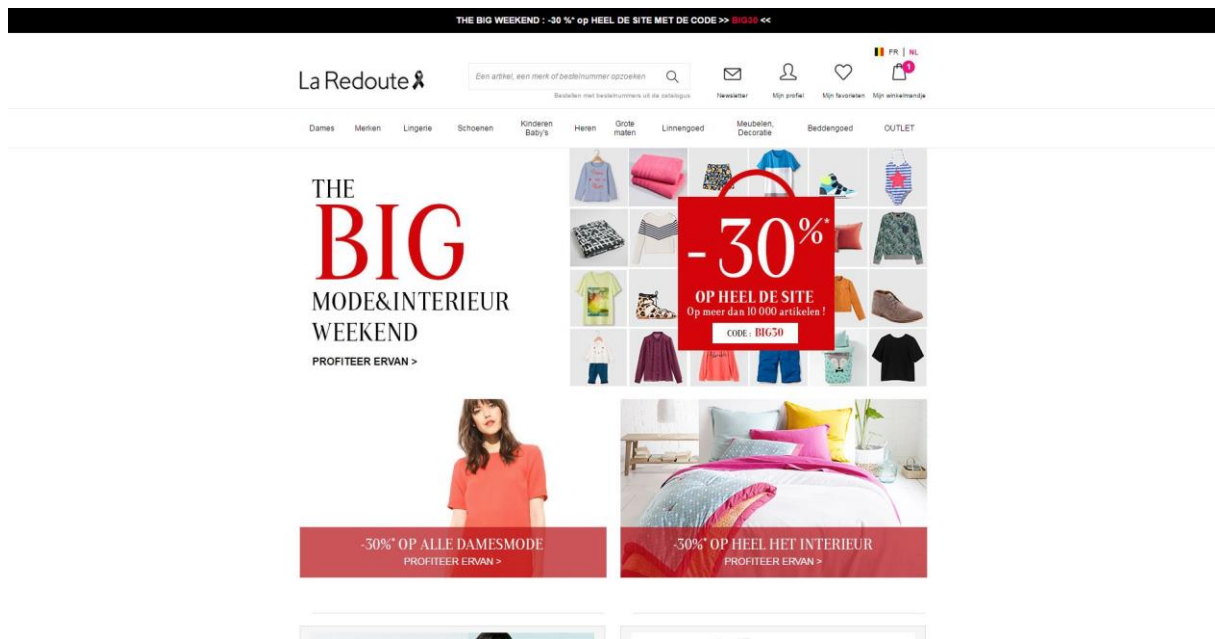 THE BIG WEEKEND : -30 %* op HEEL DE SITE MET DE CODE >> BIG30 <<
FR | NL
La Redoute
Een artikel, een merk of bestelnummer opzoeken
Bestellen met bestelnummers uit de catalogus
Newsletter
Mijn profiel
Mijn favorieten
1
Mijn winkelmandje
Dames
Merken
Lingerie
Schoenen
Kinderen
Baby's
Heren
Grote
maten
Linnengoed
Meubelen,
Decoratie
Beddengoed
OUTLET
THE
BIG
MODE&INTERIEUR
WEEKEND
PROFITEER ERVAN >
-30%*
OP HEEL DE SITE
Op meer dan 10 000 artikelen !
CODE : BIG30
-30%* OP ALLE DAMESMODE
PROFITEER ERVAN >
-30%* OP HEEL HET INTERIEUR
PROFITEER ERVAN >